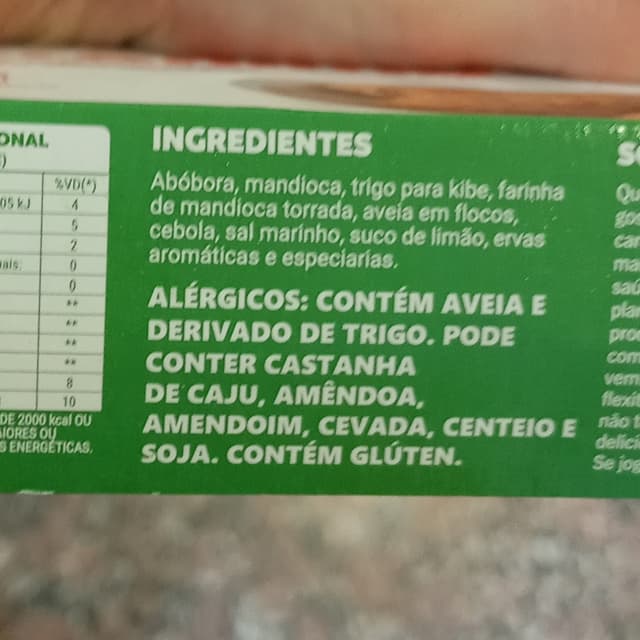 ONAL
%VD(*)
05 kJ 4
5
2
ais: 0
0
**
**
**
**
8
10
DE 2000 kcal OU
AIORES OU
S ENERGÉTICAS.
INGREDIENTES
Abóbora, mandioca, trigo para kibe, farinha
de mandioca torrada, aveia em flocos,
cebola, sal marinho, suco de limão, ervas
aromáticas e especiarias.
ALÉRGICOS: CONTÉM AVEIA E
DERIVADO DE TRIGO. PODE
CONTER CASTANHA
DE CAJU, AMÊNDOA,
AMENDOIM, CEVADA, CENTEIO E
SOJA. CONTÉM GLÚTEN.
Qu
ca
ma
saú
plan
pro
com
verm
flexit
não t
delici
Se jog